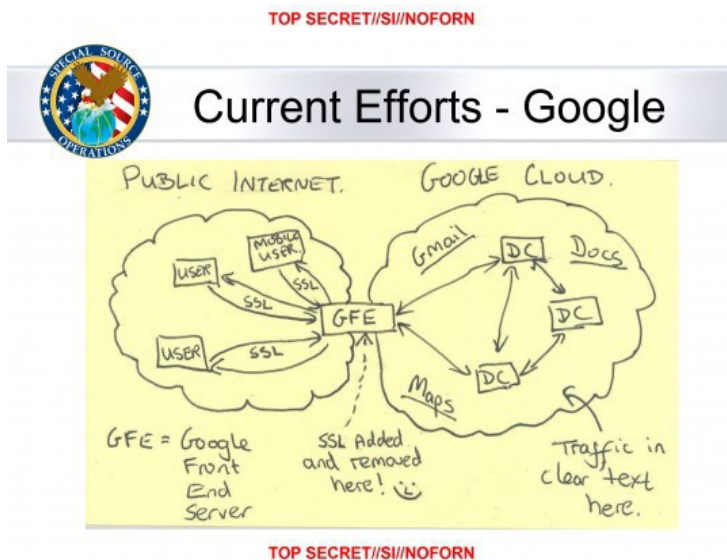 TOP SECRET//SI//NOFORN
SPECIAL SOURCE
OPERATIONS
Current Efforts - Google
PUBLIC INTERNET.
GOOGLE CLOUD.
MOBILE
USER.
Gmail
DC
Docs
USER
SSL
SSL
GFE
DC
USER
SSL
DC
Maps
GFE = Google
Front
End
Server
SSL Added
and removed
here!
Traffic in
clear text
here.
TOP SECRET//SI//NOFORN